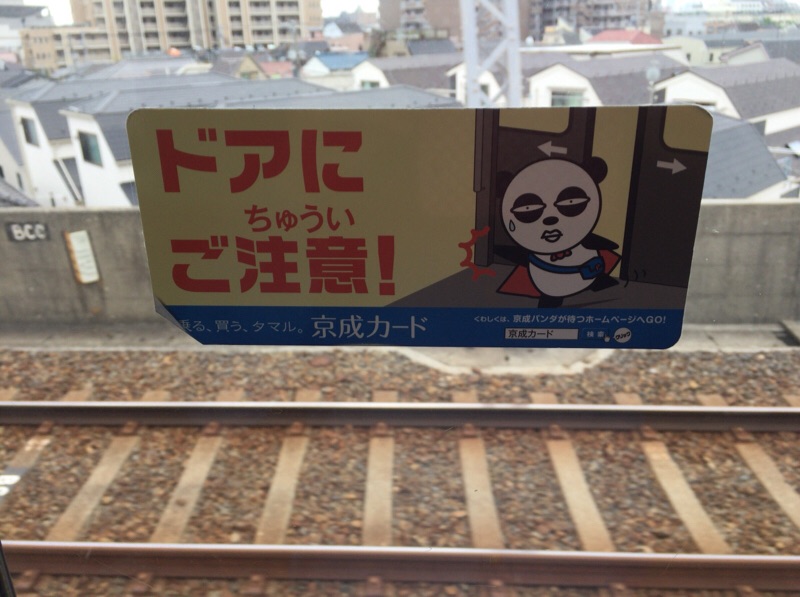 ドアに
ちゅうい
ご注意!
乗る、買う、タマル。京成カード
くわしくは、京成パンダが待つホームページへGO!
京成カード 検索
BCC